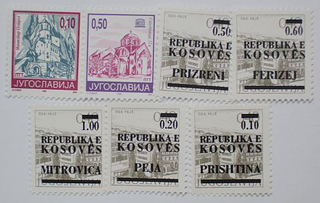 0,10
ЈУГОСЛАВИЈА
0,50
ЈУГОСЛАВИЈА
0.50
REPUBLIKA E
KOSOVËS
PRIZRENI
0.60
REPUBLIKA E
KOSOVËS
FERIZEJ
1.00
REPUBLIKA E
KOSOVËS
MITROVICA
0.20
REPUBLIKA E
KOSOVËS
PEJA
0.10
REPUBLIKA E
KOSOVËS
PRISHTINA